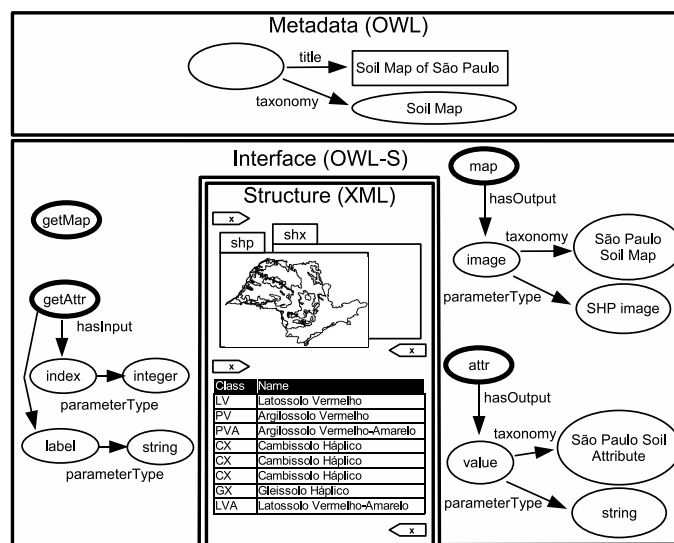 Metadata (OWL)
title
Soil Map of São Paulo
taxonomy
Soil Map
Interface (OWL-S)
getMap
getAttr
hasInput
index
integer
parameterType
label
string
parameterType
Structure (XML)
x
shp
shx
x
x
Class Name
LV Latossolo Vermelho
PV Argilossolo Vermelho
PVA Argilossolo Vermelho-Amarelo
CX Cambissolo Háplico
CX Cambissolo Háplico
CX Cambissolo Háplico
GX Gleissolo Háplico
LVA Latossolo Vermelho-Amarelo
x
map
hasOutput
taxonomy
image
São Paulo
Soil Map
parameterType
SHP image
attr
hasOutput
taxonomy
value
São Paulo Soil
Attribute
parameterType
string